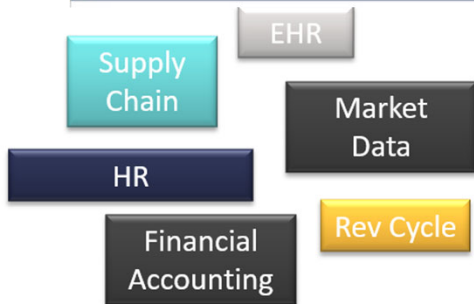 EHR
Supply
Chain
Market
Data
HR
Rev Cycle
Financial
Accounting